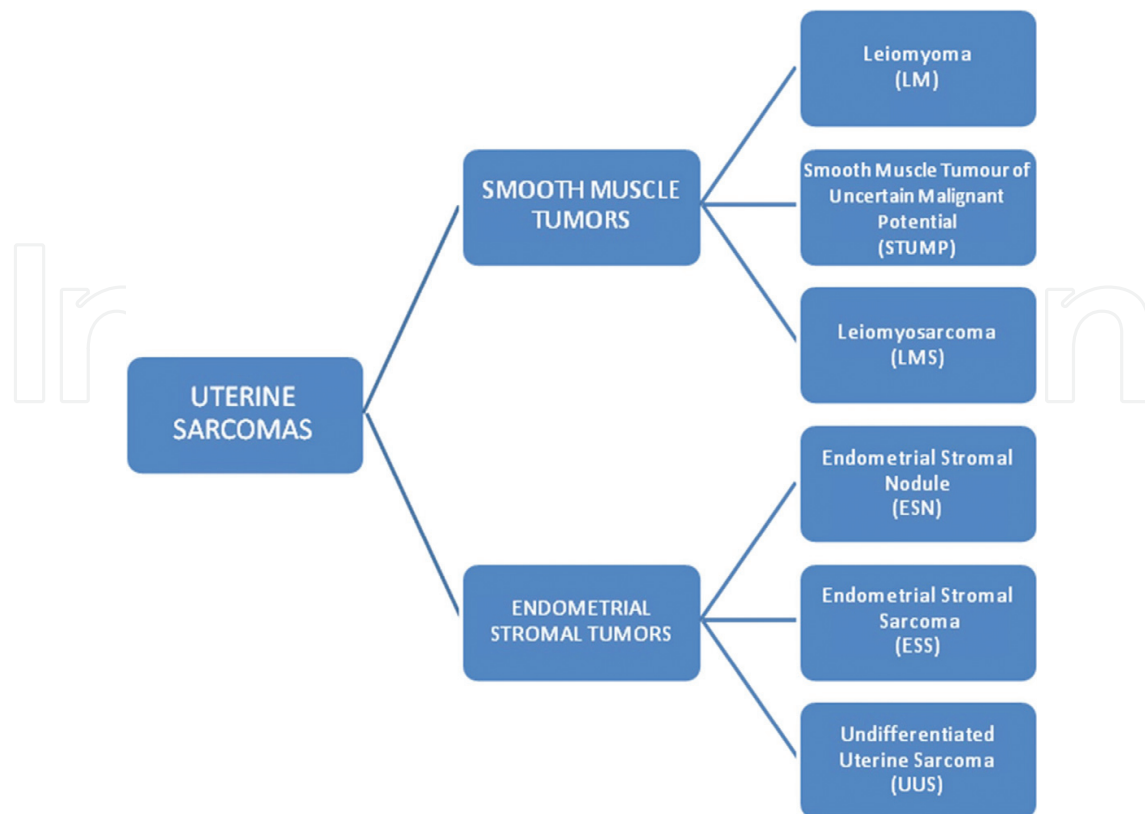 UTERINE
SARCOMAS
SMOOTH MUSCLE
TUMORS
Leiomyoma
(LM)
Smooth Muscle Tumour of
Uncertain Malignant
Potential
(STUMP)
Leiomyosarcoma
(LMS)
ENDOMETRIAL
STROMAL TUMORS
Endometrial Stromal
Nodule
(ESN)
Endometrial Stromal
Sarcoma
(ESS)
Undifferentiated
Uterine Sarcoma
(UUS)